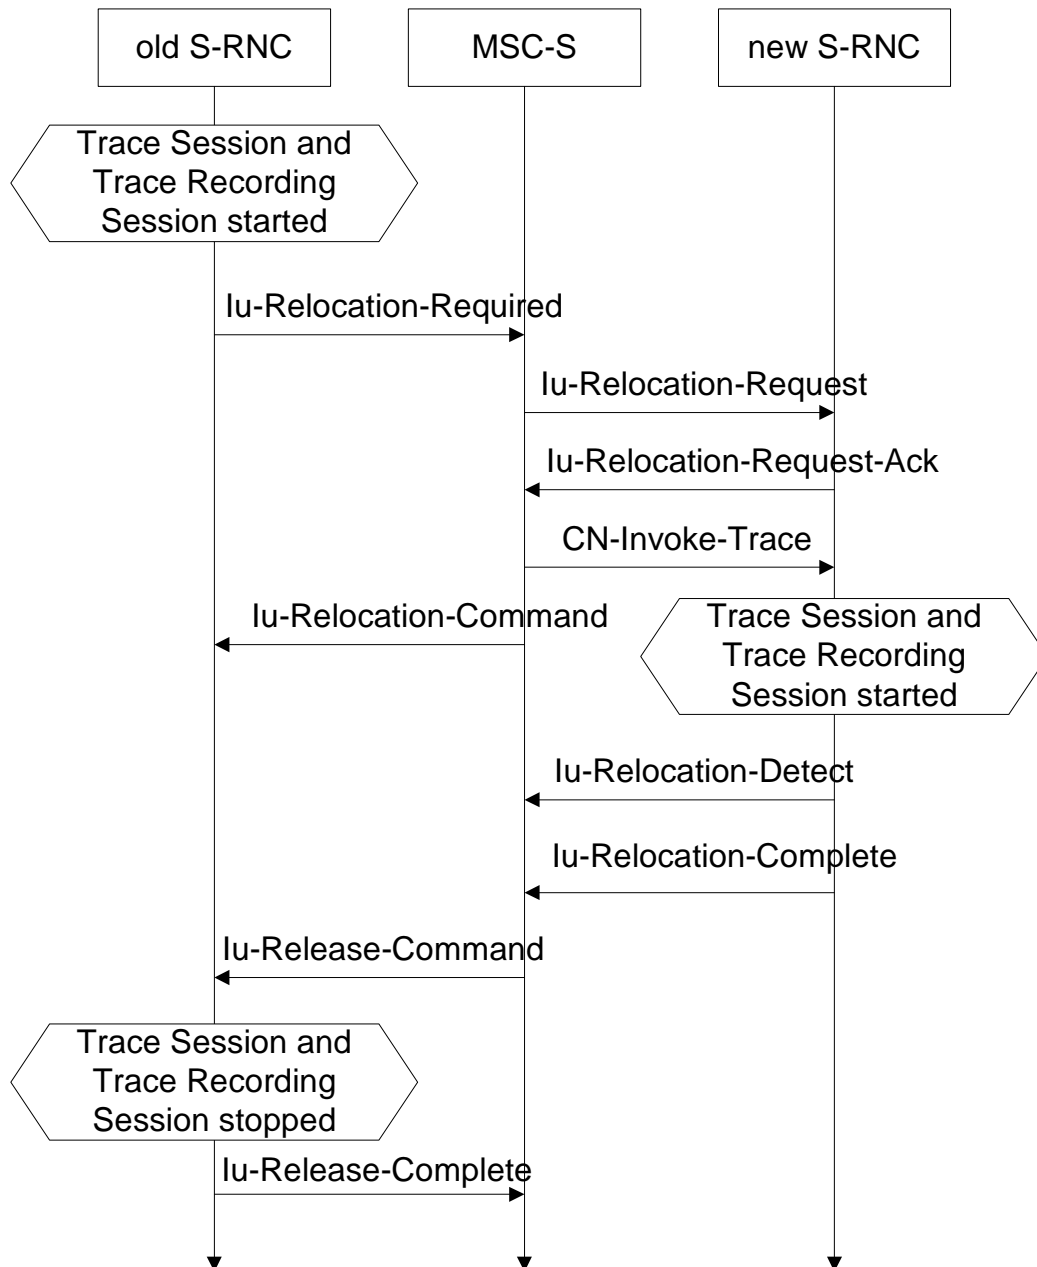 old S-RNC
MSC-S
new S-RNC
Trace Session and
Trace Recording
Session started
Iu-Relocation-Required
Iu-Relocation-Request
Iu-Relocation-Request-Ack
CN-Invoke-Trace
Iu-Relocation-Command
Trace Session and
Trace Recording
Session started
Iu-Relocation-Detect
Iu-Relocation-Complete
Iu-Release-Command
Trace Session and
Trace Recording
Session stopped
Iu-Release-Complete